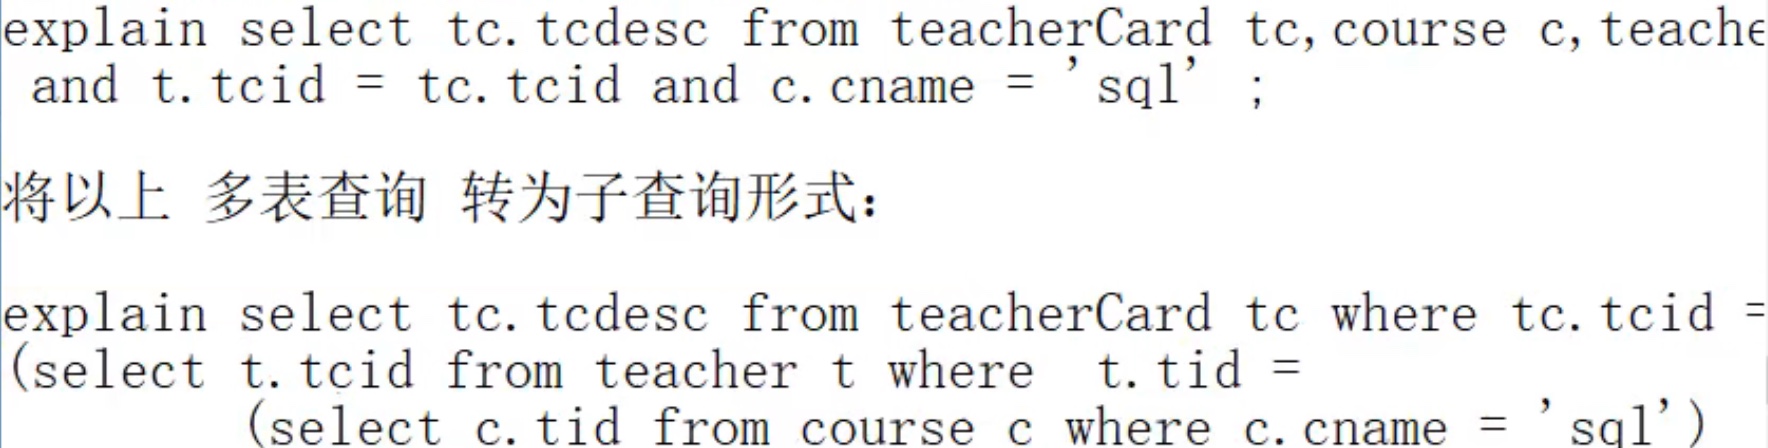 explain select tc.tcdesc from teacherCard tc,course c,teache
and t.tcid = tc.tcid and c.cname = 'sql' ;
将以上 多表查询 转为子查询形式：
explain select tc.tcdesc from teacherCard tc where tc.tcid =
(select t.tcid from teacher t where  t.tid =
(select c.tid from course c where c.cname = 'sql')